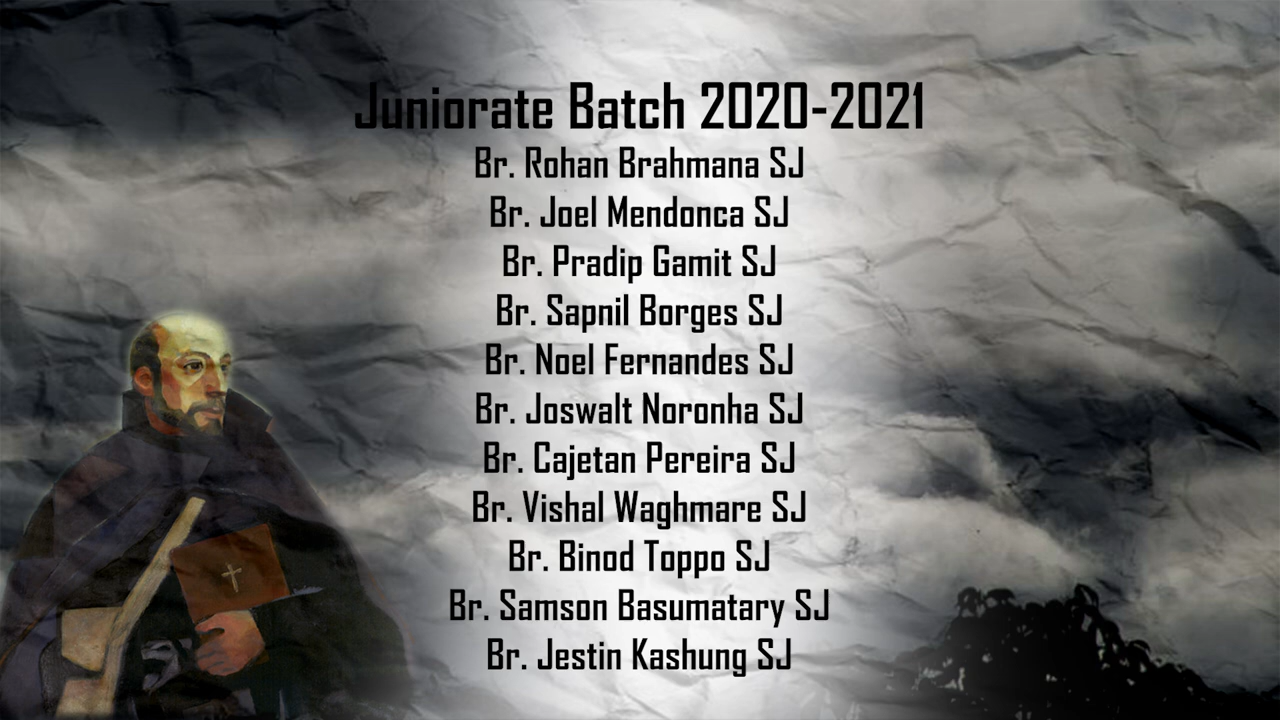 Juniorate Batch 2020-2021
Br. Rohan Brahmana SJ
Br. Joel Mendonca SJ
Br. Pradip Gamit SJ
Br. Sapnil Borges SJ
Br. Noel Fernandes SJ
Br. Joswalt Noronha SJ
Br. Cajetan Pereira SJ
Br. Vishal Waghmare SJ
Br. Binod Toppo SJ
Br. Samson Basumatary SJ
Br. Jestin Kashung SJ